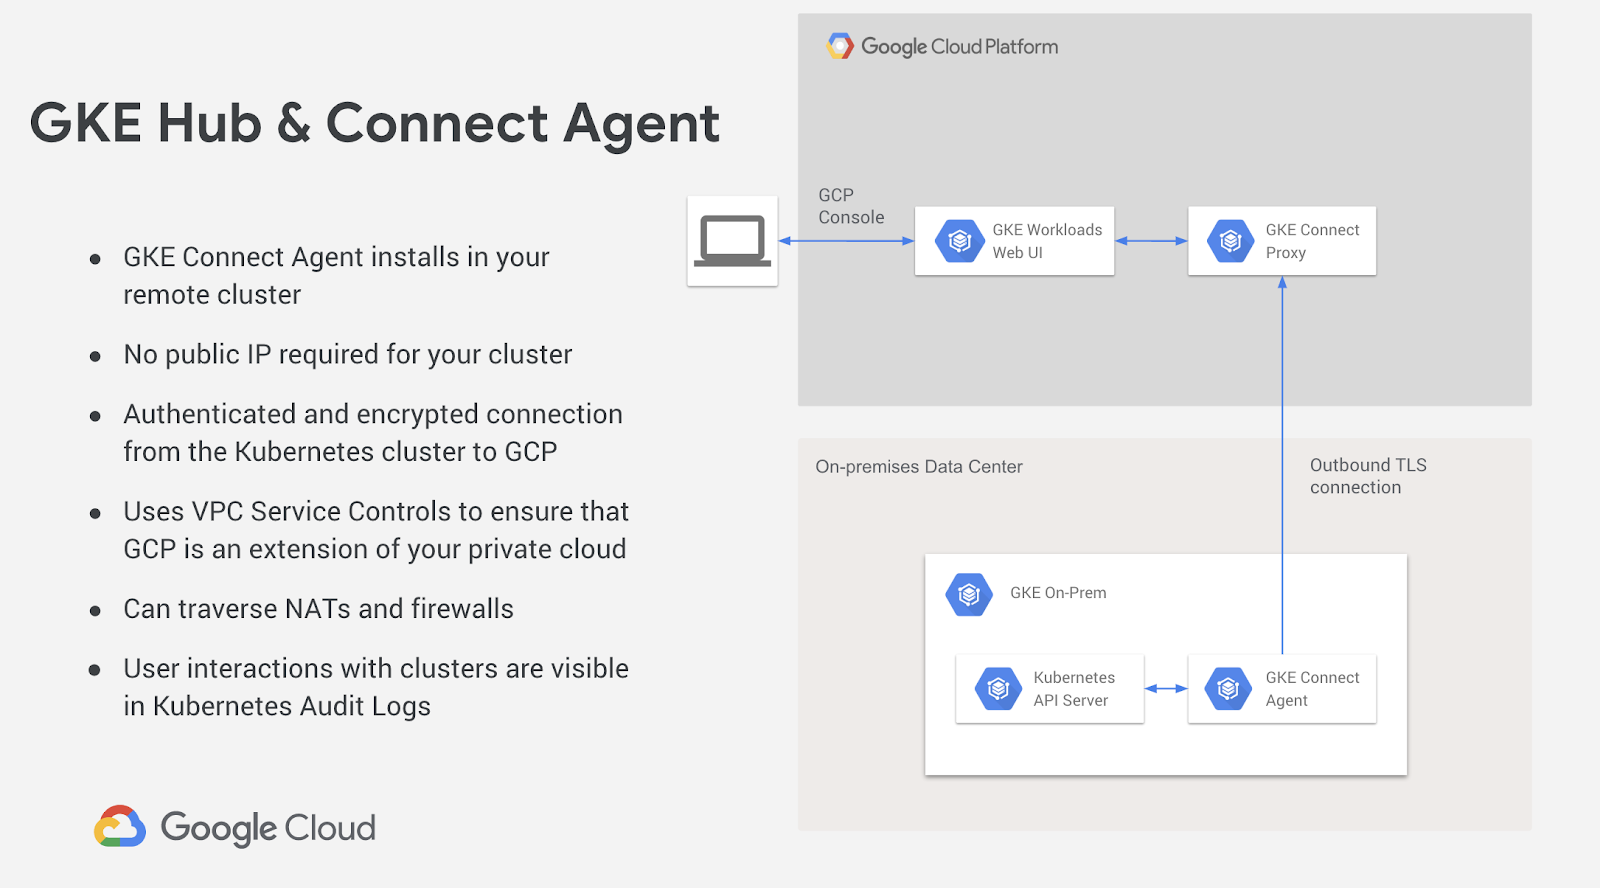 GKE Hub & Connect Agent
● GKE Connect Agent installs in your
remote cluster
● No public IP required for your cluster
● Authenticated and encrypted connection
from the Kubernetes cluster to GCP
● Uses VPC Service Controls to ensure that
GCP is an extension of your private cloud
● Can traverse NATs and firewalls
● User interactions with clusters are visible
in Kubernetes Audit Logs
Google Cloud
Google Cloud Platform
GCP
Console
GKE Workloads
Web UI
GKE Connect
Proxy
On-premises Data Center
Outbound TLS
connection
GKE On-Prem
Kubernetes
API Server
GKE Connect
Agent